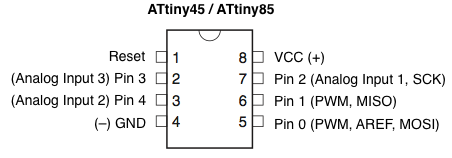 ATtiny45 / ATtiny85
Reset 1 8 VCC (+)
(Analog Input 3) Pin 3 2 7 Pin 2 (Analog Input 1, SCK)
(Analog Input 2) Pin 4 3 6 Pin 1 (PWM, MISO)
(–) GND 4 5 Pin 0 (PWM, AREF, MOSI)